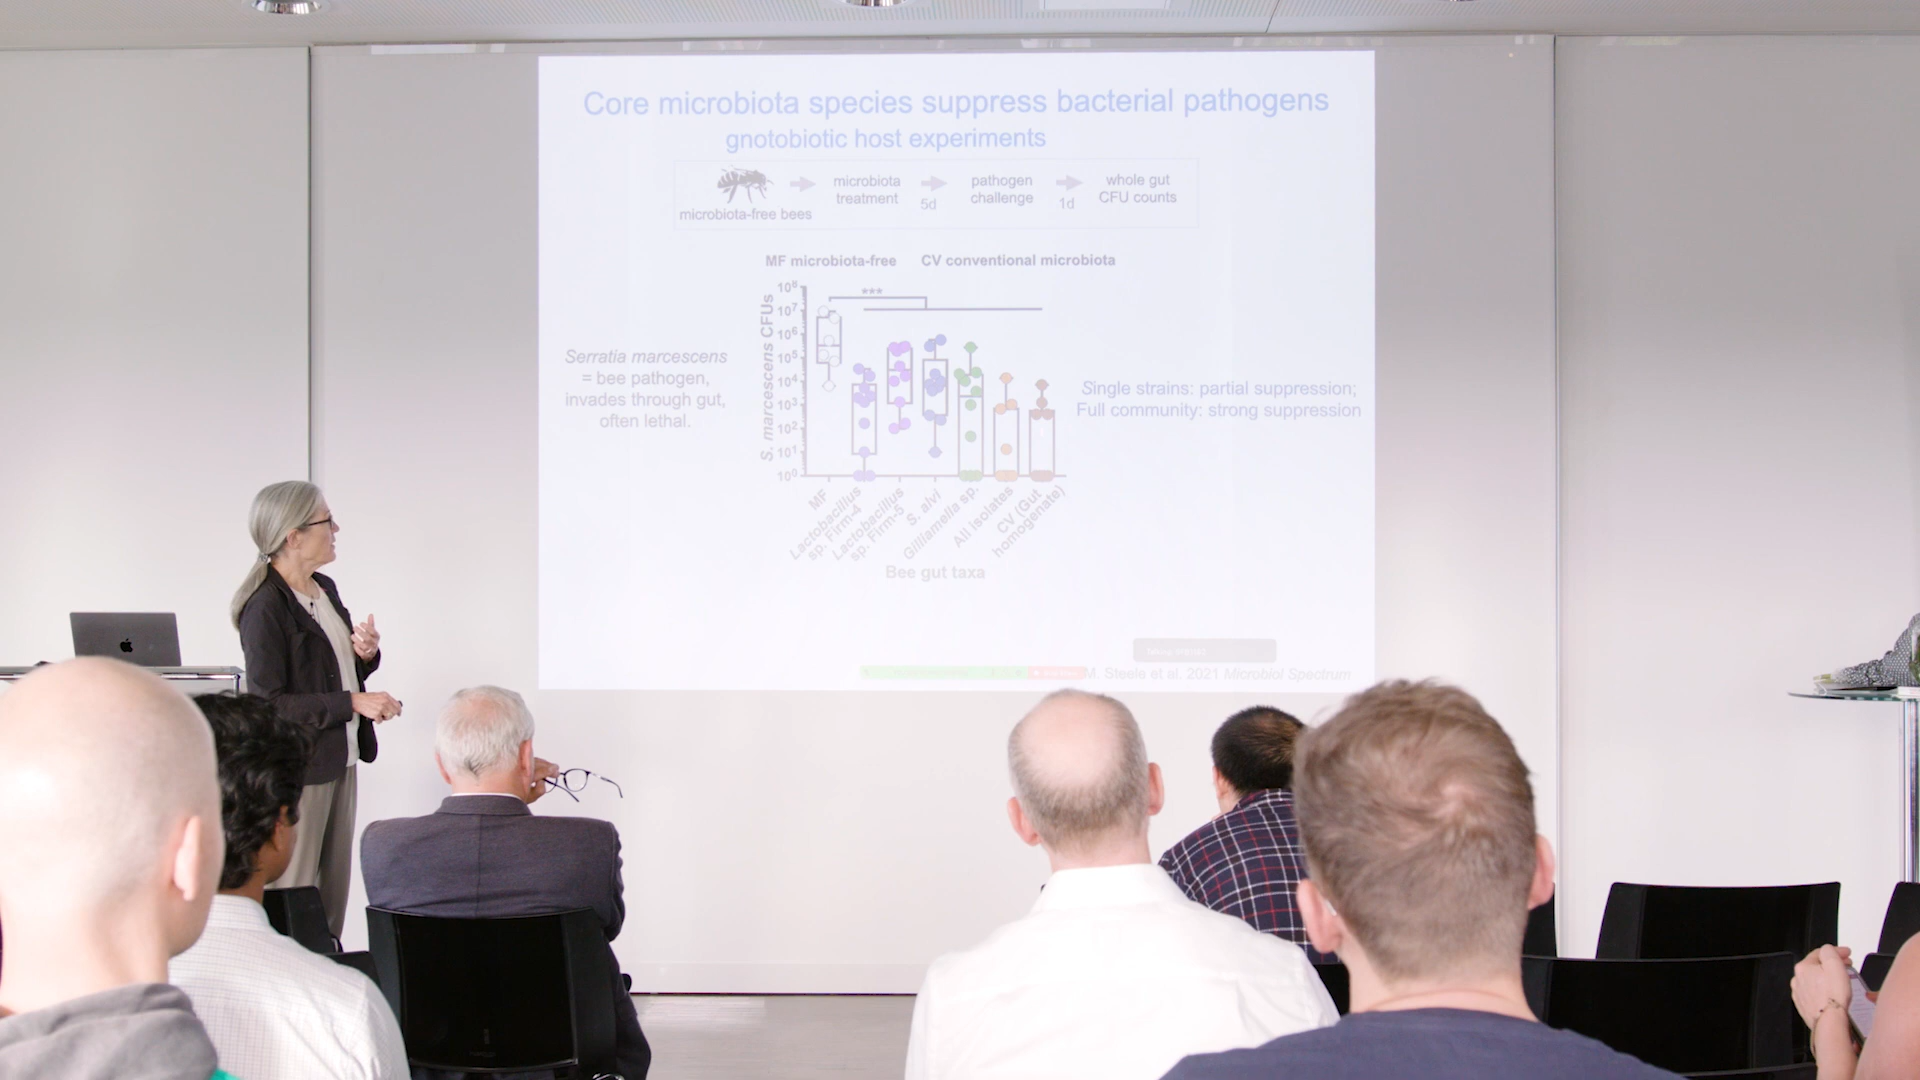 Core microbiota species suppress bacterial pathogens
gnotobiotic host experiments
microbiota-free bees
microbiota
treatment
5d
pathogen
challenge
1d
whole gut
CFU counts
MF microbiota-free CV conventional microbiota
***
S. marcescens CFUs
10⁸
10⁷
10⁶
10⁵
10⁴
10³
10²
10¹
10⁰
Serratia marcescens
= bee pathogen,
invades through gut,
often lethal.
Single strains: partial suppression;
Full community: strong suppression
MF
Lactobacillus
sp. Firm-4
Lactobacillus
sp. Firm-5
S. alvi
Gilliamella sp.
All isolates
CV (Gut
homogenate)
Bee gut taxa
M. Steele et al. 2021 Microbiol Spectrum